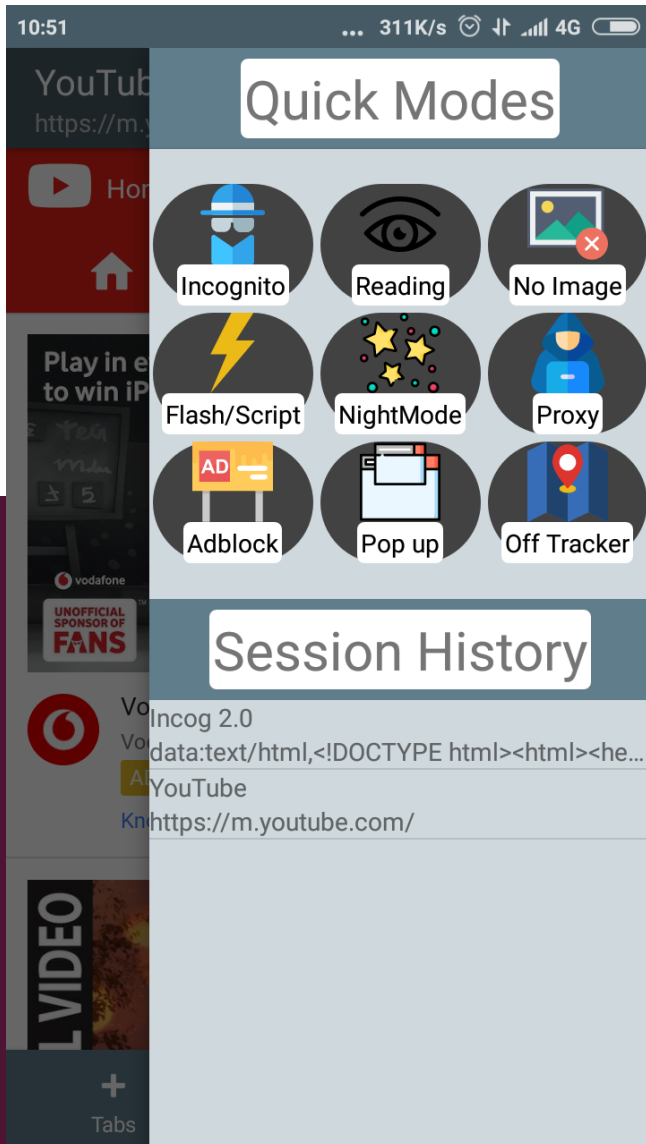 10:51 ... 311K/s 4G
YouTub
https://m.y
Quick Modes
Hor
Incognito Reading No Image
Flash/Script NightMode Proxy
AD
Adblock Pop up Off Tracker
Play in e
to win iP
vodafone
UNOFFICIAL
SPONSOR OF
FANS
TM
Session History
Vo
Incog 2.0
Vo
data:text/html,<!DOCTYPE html><html><he...
A
YouTube
Kn
https://m.youtube.com/
L VIDEO
+
Tabs